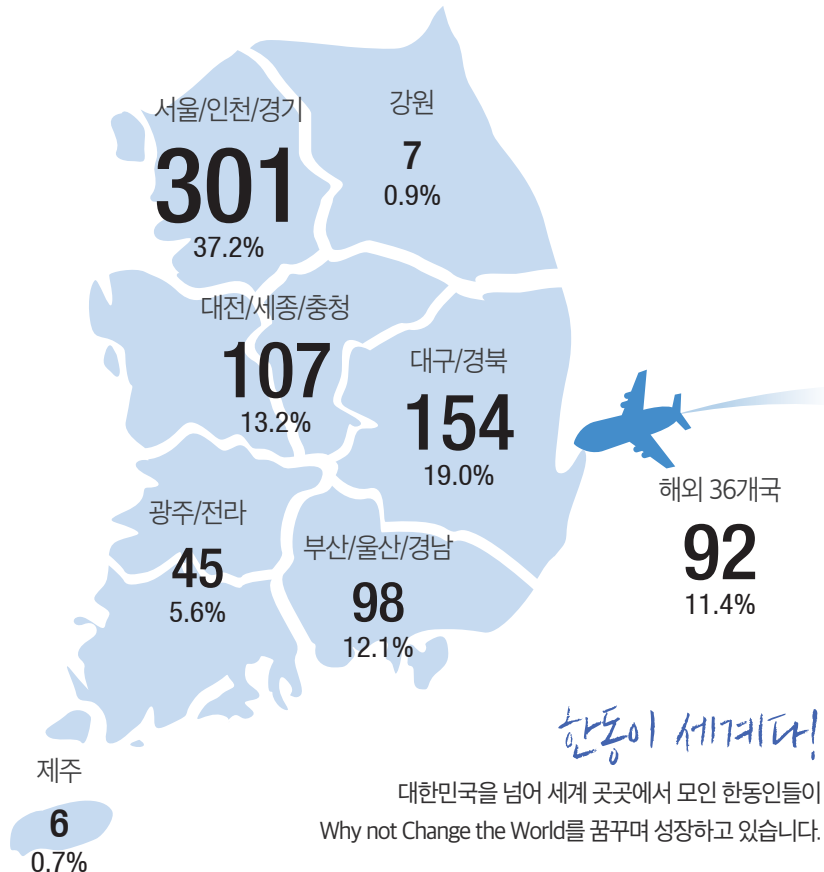 서울/인천/경기
301
37.2%
강원
7
0.9%
대전/세종/충청
107
13.2%
대구/경북
154
19.0%
해외 36개국
92
11.4%
광주/전라
45
5.6%
부산/울산/경남
98
12.1%
한동이 세계다!
제주
6
0.7%
대한민국을 넘어 세계 곳곳에서 모인 한동인들이
Why not Change the World를 꿈꾸며 성장하고 있습니다.